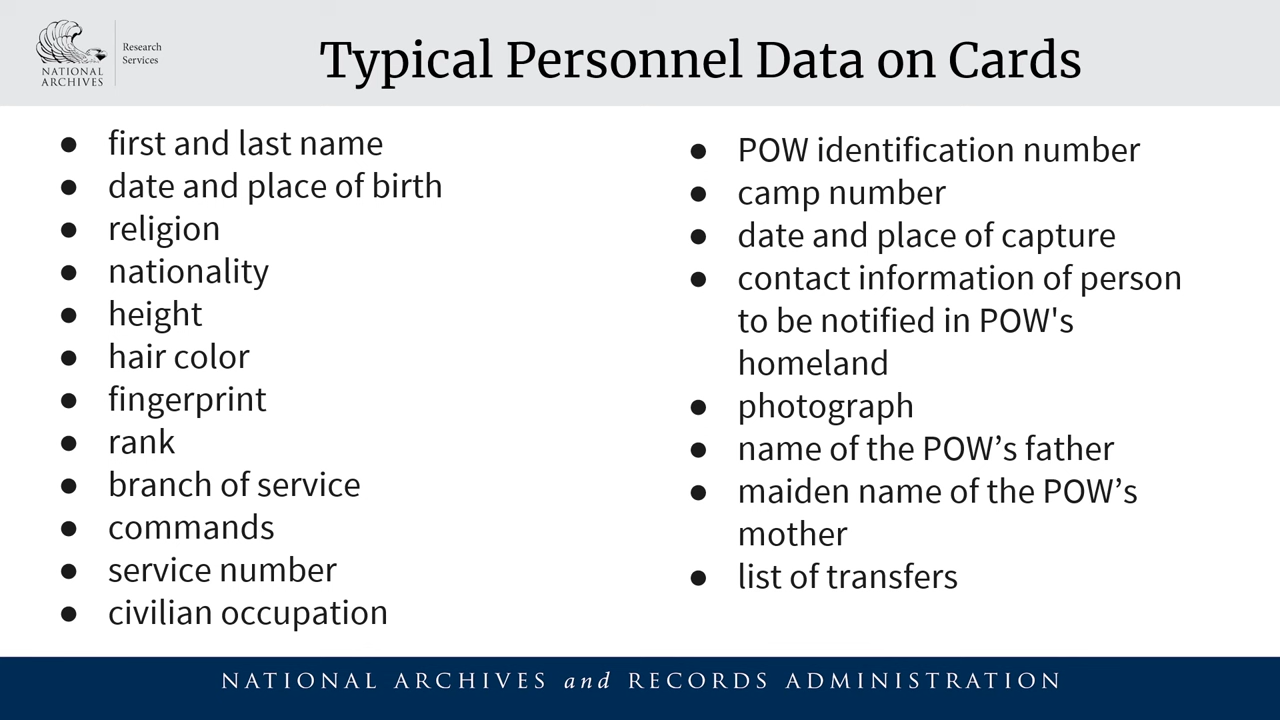 NATIONAL
ARCHIVES
Research
Services
Typical Personnel Data on Cards
● first and last name
● date and place of birth
● religion
● nationality
● height
● hair color
● fingerprint
● rank
● branch of service
● commands
● service number
● civilian occupation
● POW identification number
● camp number
● date and place of capture
● contact information of person
to be notified in POW's
homeland
● photograph
● name of the POW’s father
● maiden name of the POW’s
mother
● list of transfers
NATIONAL ARCHIVES and RECORDS ADMINISTRATION